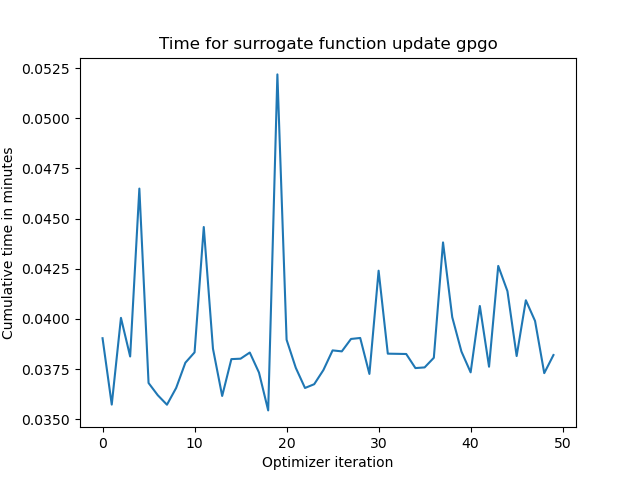 Time for surrogate function update gpgo
Cumulative time in minutes
0.0525
0.0500
0.0475
0.0450
0.0425
0.0400
0.0375
0.0350
0 10 20 30 40 50
Optimizer iteration